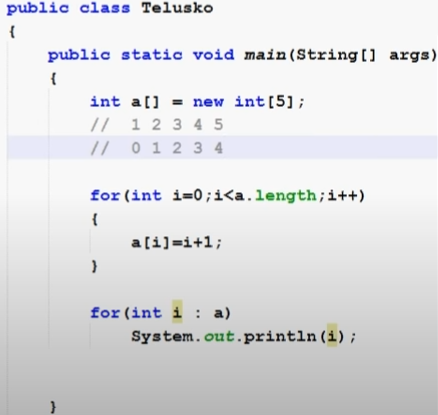 public class Telusko
{
public static void main(String[] args)
{
int a[] = new int[5];
// 1 2 3 4 5
// 0 1 2 3 4
for(int i=0;i<a.length;i++)
{
a[i]=i+1;
}
for(int i : a)
System.out.println(i);
}